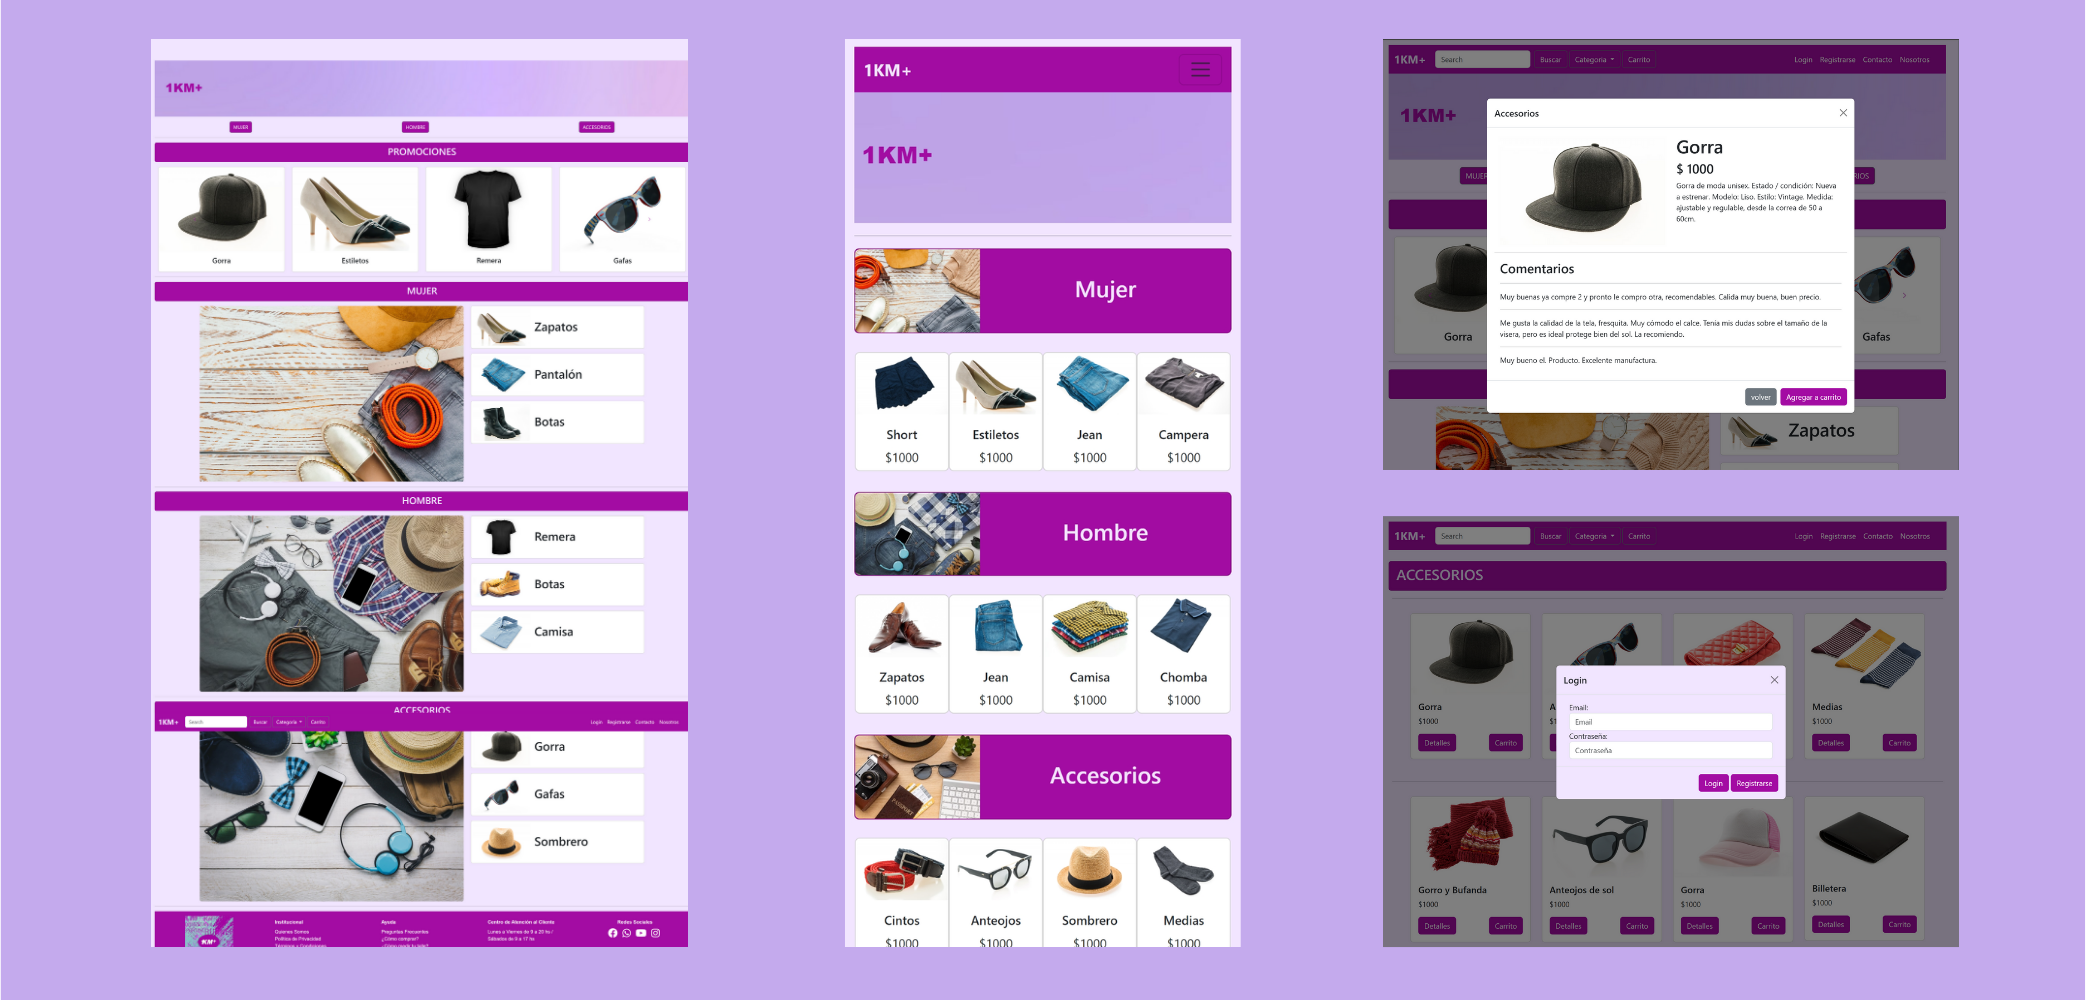 1KM+
MUJER
HOMBRE
ACCESORIOS
PROMOCIONES
Gorra
Estiletos
Remera
Gafas
MUJER
Zapatos
Pantalón
Botas
HOMBRE
Remera
Botas
Camisa
ACCESORIOS
1KM+ Search Buscar Categoria Carrito Login Registrarse Contacto Nosotros
Gorra
Gafas
Sombrero
KM+
Institucional
Quienes Somos
Política de Privacidad
Términos y Condiciones
Ayuda
Preguntas Frecuentes
¿Cómo comprar?
Centro de Atención al Cliente
Lunes a Viernes de 9 a 20 hs /
Sábados de 9 a 17 hs
Redes Sociales
1KM+
1KM+
Mujer
Short
$1000
Estiletos
$1000
Jean
$1000
Campera
$1000
Hombre
Zapatos
$1000
Jean
$1000
Camisa
$1000
Chomba
$1000
Accesorios
PASSPORT
Cintos
$1000
Anteojos
$1000
Sombrero
$1000
Medias
$1000
1KM+ Search Buscar Categoria Carrito Login Registrarse Contacto Nosotros
1KM+
MUJER
RIOS
Accesorios
Gorra
$ 1000
Gorra de moda unisex. Estado / condición: Nueva
a estrenar. Modelo: Liso. Estilo: Vintage. Medida:
ajustable y regulable, desde la correa de 50 a
60cm.
Comentarios
Muy buenas ya compre 2 y pronto le compro otra, recomendables. Calida muy buena, buen precio.
Me gusta la calidad de la tela, fresquita. Muy cómodo el calce. Tenia mis dudas sobre el tamaño de la
visera, pero es ideal protege bien del sol. La recomiendo.
Muy bueno el. Producto. Excelente manufactura.
volver
Agregar a carrito
Gorra
Gafas
Zapatos
1KM+ Search Buscar Categoria Carrito Login Registrarse Contacto Nosotros
ACCESORIOS
Gorra
$1000
Detalles
Carrito
A
$1
Medias
$1000
Detalles
Carrito
Login
Email:
Email
Contraseña:
Contraseña
Login
Registrarse
Gorro y Bufanda
$1000
Detalles
Carrito
Anteojos de sol
$1000
Detalles
Carrito
Gorra
$1000
Detalles
Carrito
Billetera
$1000
Detalles
Carrito